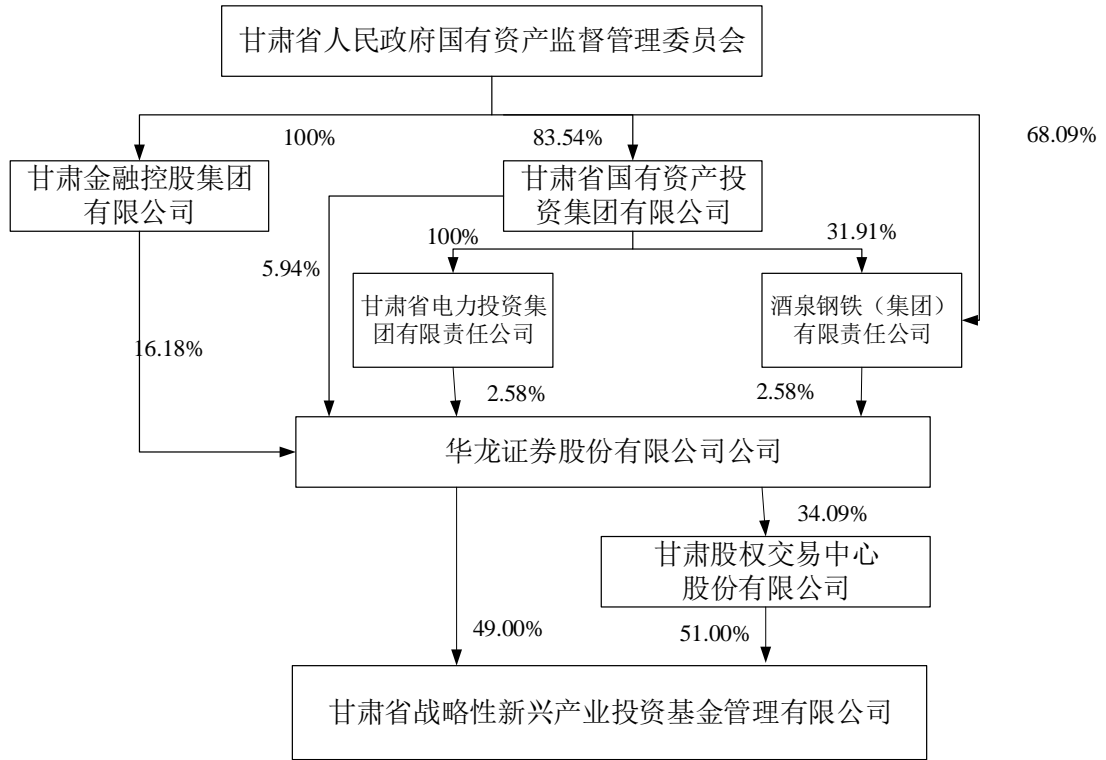 甘肃省人民政府国有资产监督管理委员会
100%
83.54%
68.09%
甘肃金融控股集团
有限公司
甘肃省国有资产投
资集团有限公司
100%
31.91%
5.94%
甘肃省电力投资集
团有限责任公司
酒泉钢铁（集团）
有限责任公司
16.18%
2.58%
2.58%
华龙证券股份有限公司公司
34.09%
甘肃股权交易中心
股份有限公司
49.00%
51.00%
甘肃省战略性新兴产业投资基金管理有限公司